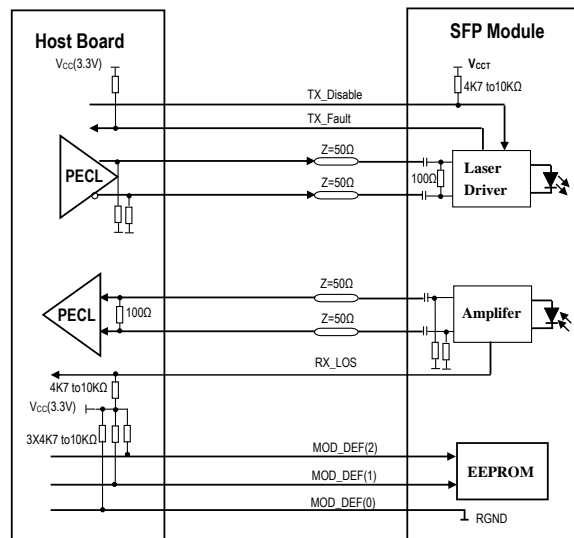 Host Board
SFP Module
VCC(3.3V)
VCCT
4K7 to10KΩ
TX_Disable
TX_Fault
Z=50Ω
PECL
100Ω
Laser
Driver
Z=50Ω
Z=50Ω
PECL
100Ω
Amplifer
Z=50Ω
RX_LOS
4K7 to10KΩ
VCC(3.3V)
3X4K7 to10KΩ
MOD_DEF(2)
EEPROM
MOD_DEF(1)
MOD_DEF(0)
RGND